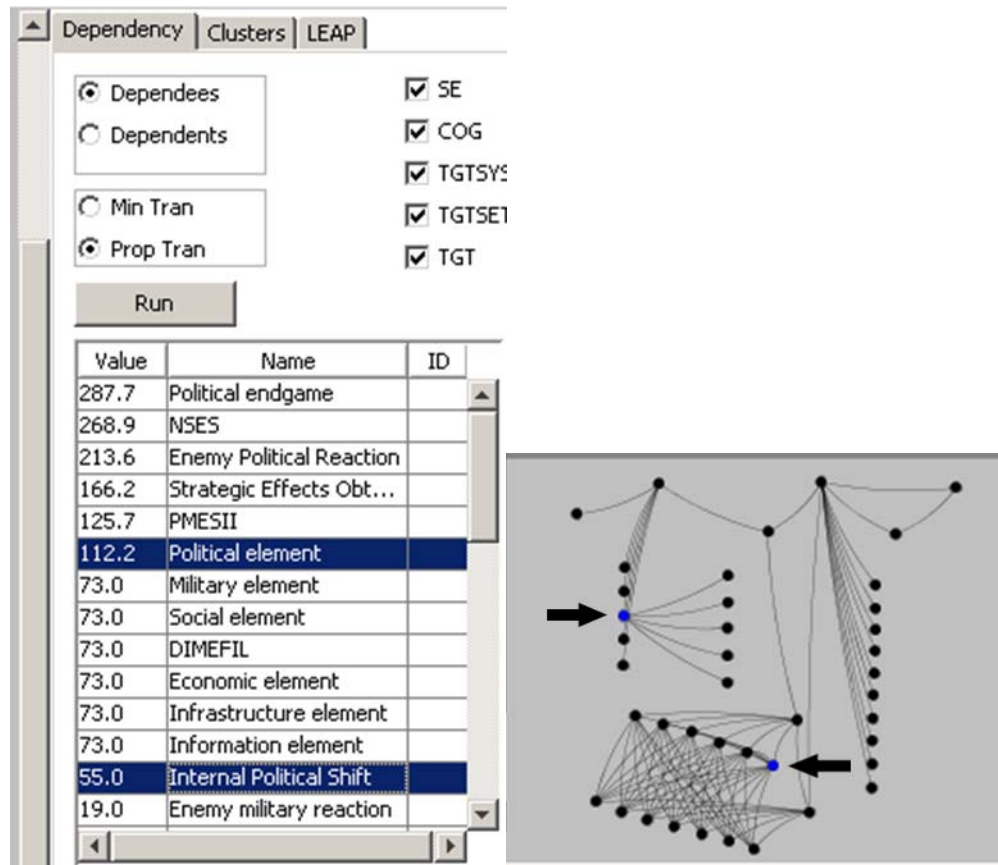 Dependency Clusters LEAP
Dependees
Dependents
SE
COG
TGTSYS
TGTSET
TGT
Min Tran
Prop Tran
Run
Value Name ID
287.7 Political endgame
268.9 NSES
213.6 Enemy Political Reaction
166.2 Strategic Effects Obt...
125.7 PMESII
112.2 Political element
73.0 Military element
73.0 Social element
73.0 DIMEFIL
73.0 Economic element
73.0 Infrastructure element
73.0 Information element
55.0 Internal Political Shift
19.0 Enemy military reaction